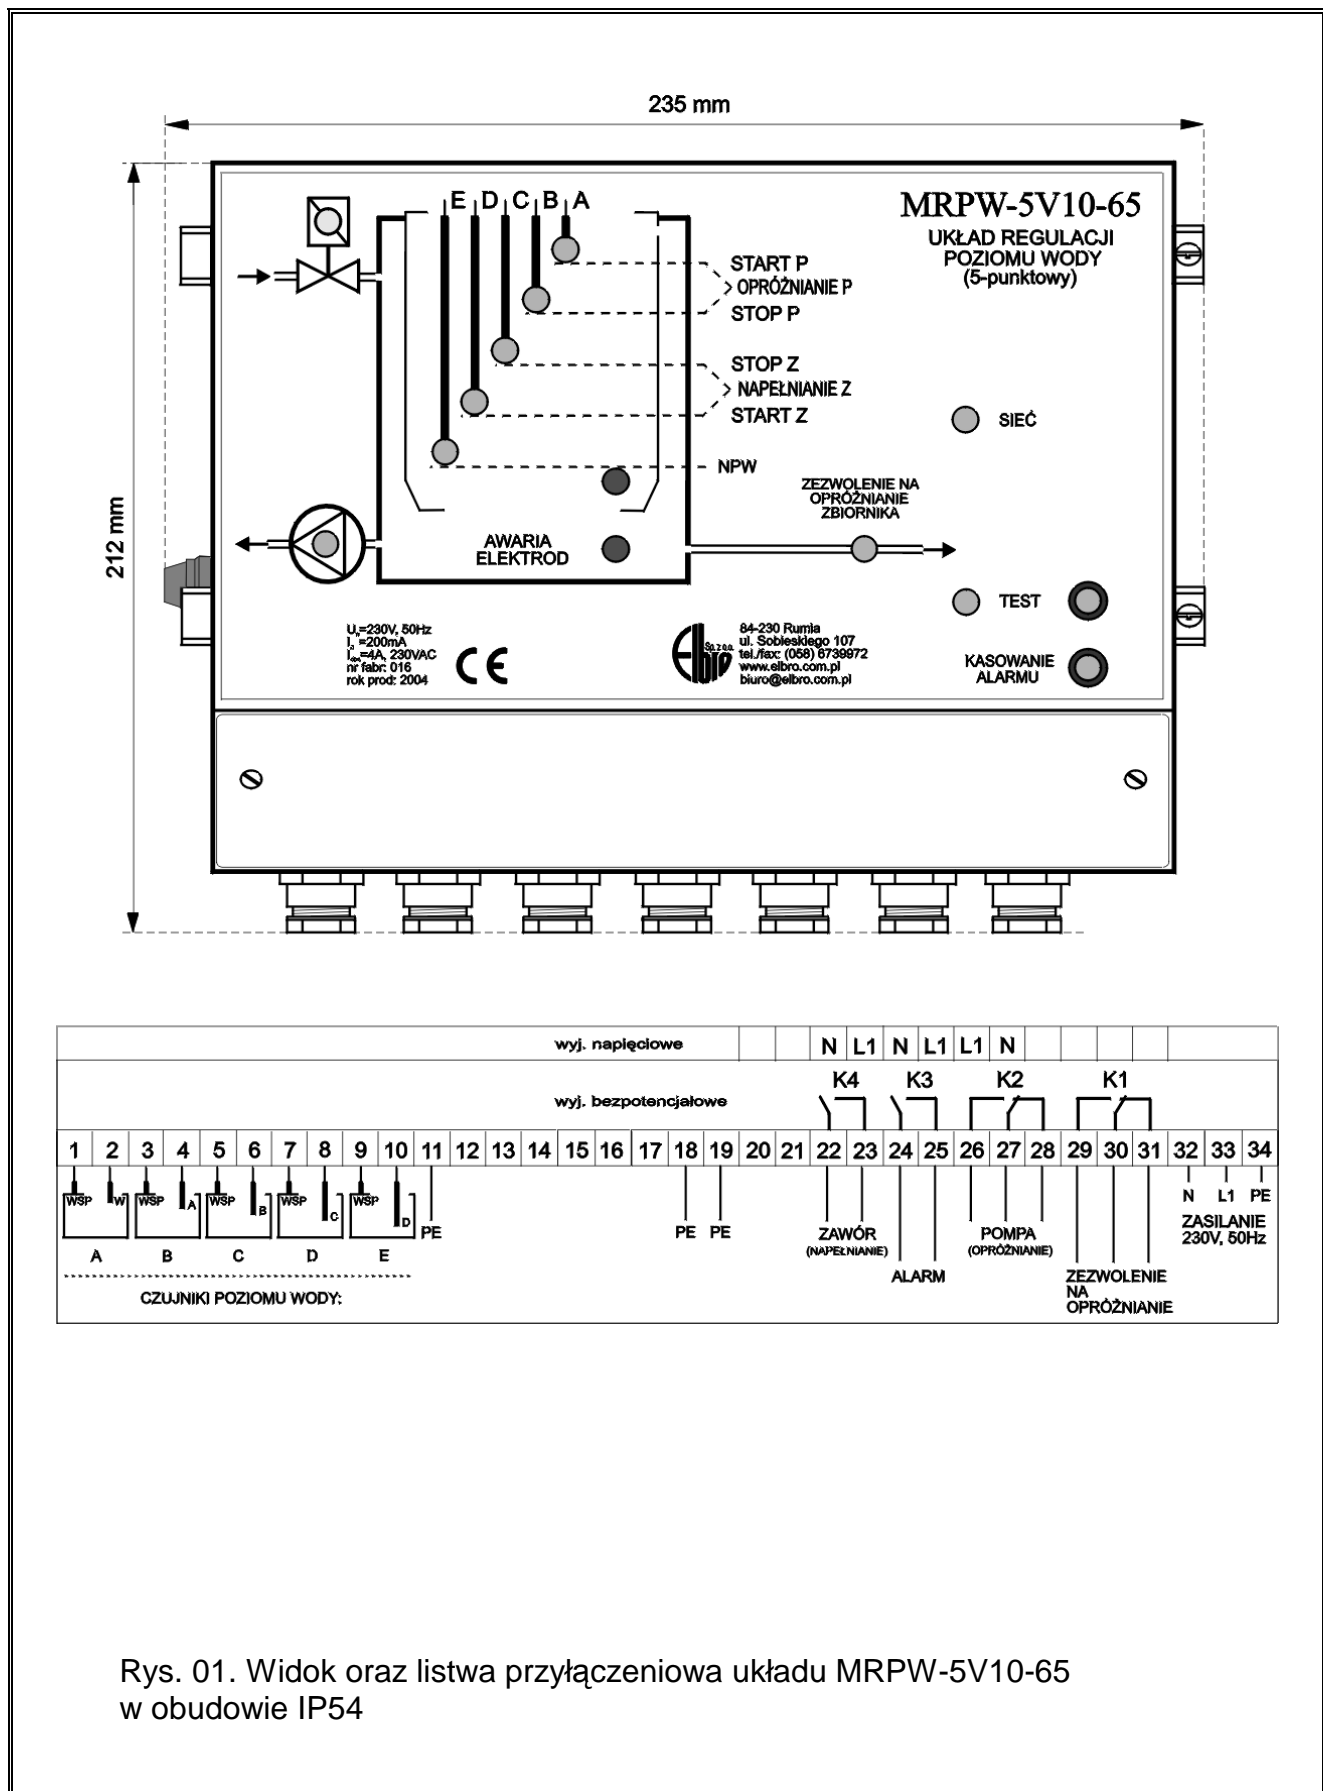 235 mm
212 mm
E D C B A
MRPW-5V10-65
UKŁAD REGULACJI
POZIOMU WODY
(5-punktowy)
START P
OPRÓŻNIANIE P
STOP P
STOP Z
NAPEŁNIANIE Z
START Z
NPW
SIEĆ
ZEZWOLENIE NA
OPRÓŻNIANIE
ZBIORNIKA
AWARIA
ELEKTROD
TEST
KASOWANIE
ALARMU
=230V, 50Hz
=200mA
=4A, 230VAC
nr fabr: 016
rok prod: 2004
CE
Elbro Sp. z o.o.
84-230 Rumia
ul. Sobieskiego 107
tel./fax: (058) 6739972
www.elbro.com.pl
biuro@elbro.com.pl
wyj. napięciowe N L1 N L1 L1 N
K4 K3 K2 K1
wyj. bezpotencjałowe
1 2 3 4 5 6 7 8 9 10 11 12 13 14 15 16 17 18 19 20 21 22 23 24 25 26 27 28 29 30 31 32 33 34
WSP W WSP A WSP B WSP C WSP D PE PE PE N L1 PE
A B C D E
CZUJNIKI POZIOMU WODY:
ZAWÓR
(NAPEŁNIANIE)
ALARM
POMPA
(OPRÓŻNIANIE)
ZEZWOLENIE
NA
OPRÓŻNIANIE
ZASILANIE
230V, 50Hz
Rys. 01. Widok oraz listwa przyłączeniowa układu MRPW-5V10-65
w obudowie IP54